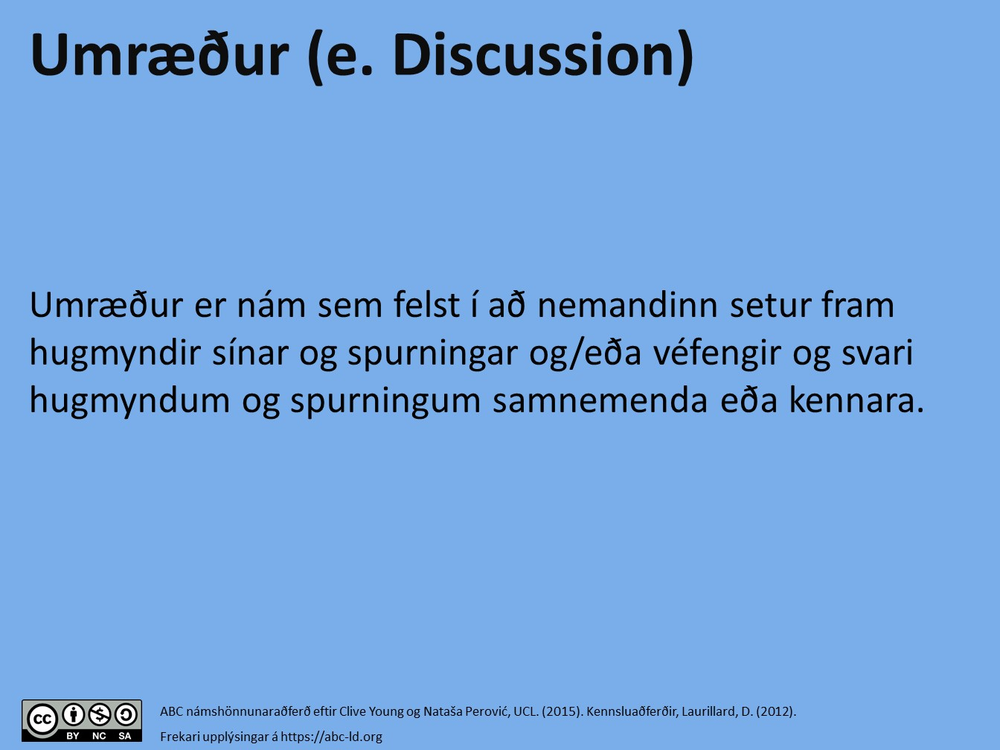 Umræður (e. Discussion)
Umræður er nám sem felst í að nemandinn setur fram
hugmyndir sínar og spurningar og/eða véfengir og svari
hugmyndum og spurningum samnemenda eða kennara.
cc BY NC SA
ABC námshönnunaraðferð eftir Clive Young og Nataša Perović, UCL. (2015). Kennsluaðferðir, Laurillard, D. (2012).
Frekari upplýsingar á https://abc-ld.org